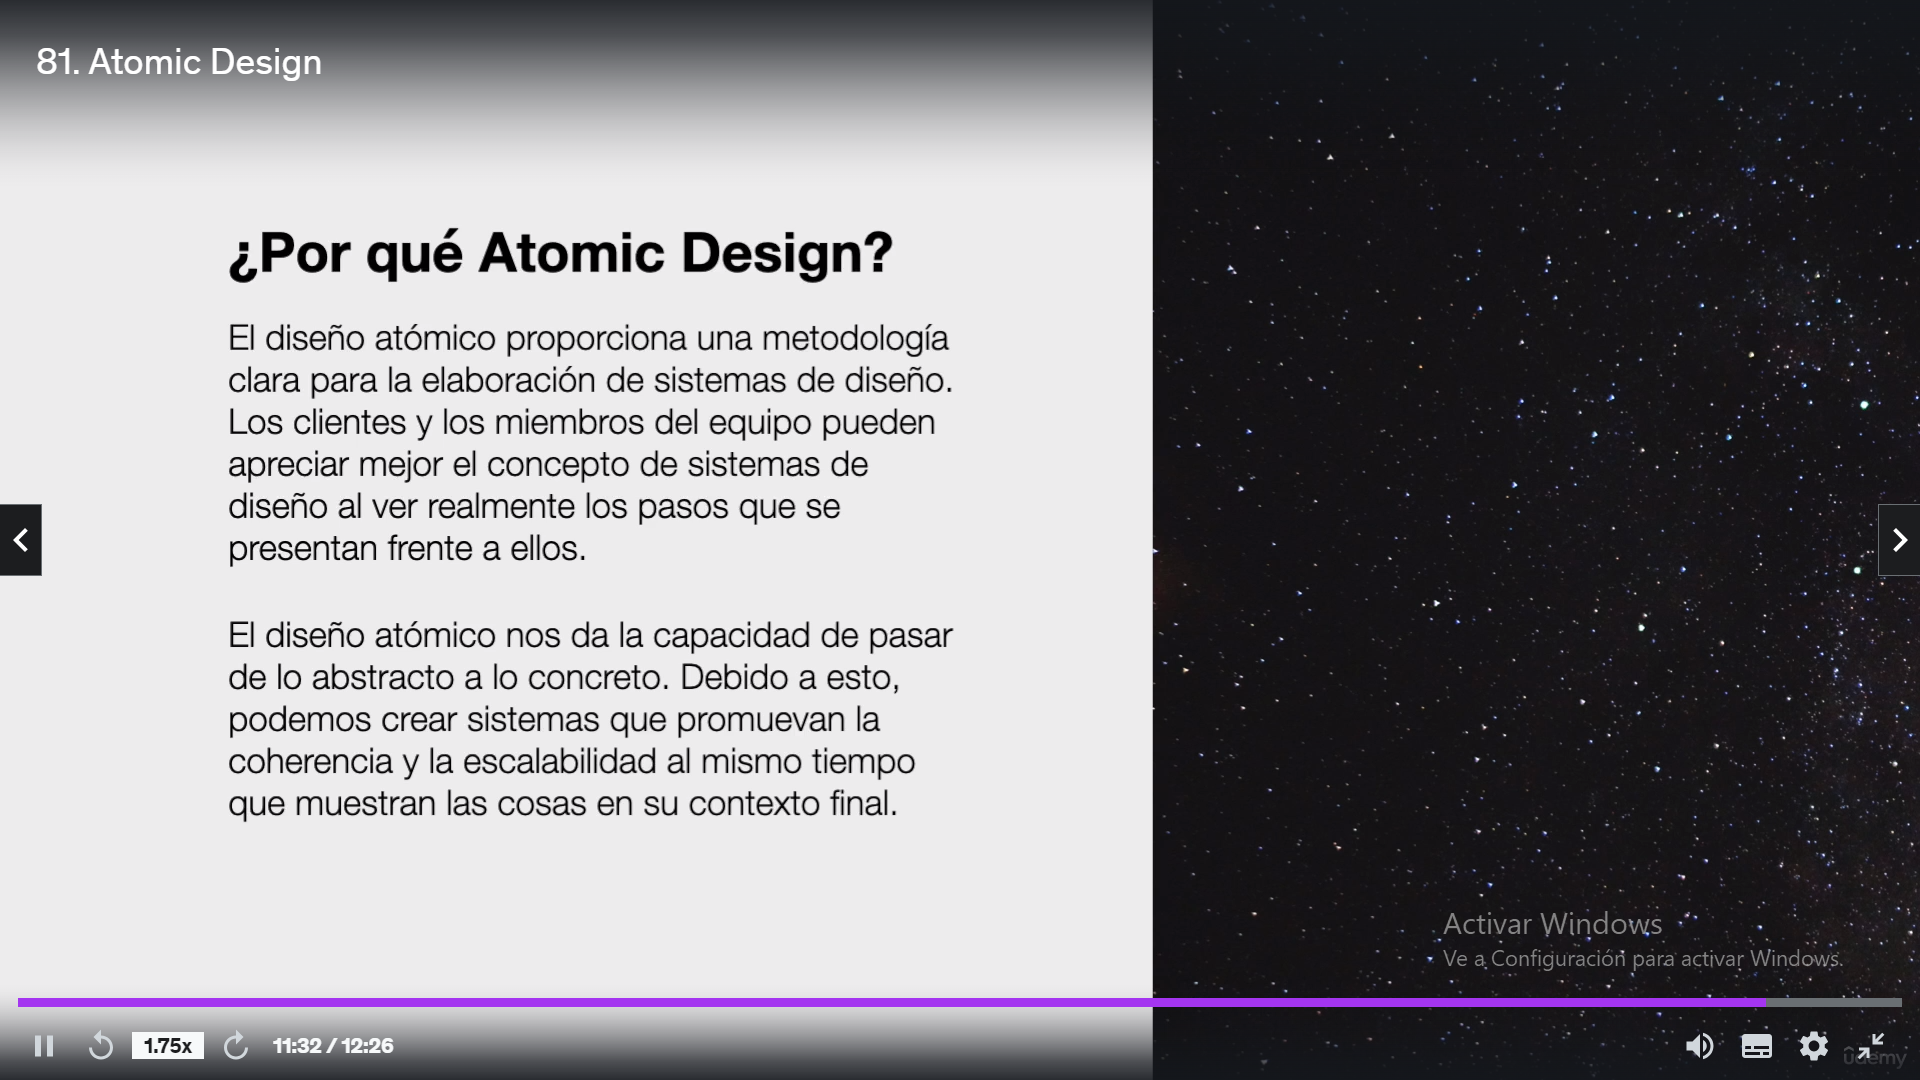 81. Atomic Design
¿Por qué Atomic Design?
El diseño atómico proporciona una metodología
clara para la elaboración de sistemas de diseño.
Los clientes y los miembros del equipo pueden
apreciar mejor el concepto de sistemas de
diseño al ver realmente los pasos que se
presentan frente a ellos.
El diseño atómico nos da la capacidad de pasar
de lo abstracto a lo concreto. Debido a esto,
podemos crear sistemas que promuevan la
coherencia y la escalabilidad al mismo tiempo
que muestran las cosas en su contexto final.
Activar Windows
Ve a Configuración para activar Windows.
1.75x
11:32 / 12:26
ûdemy